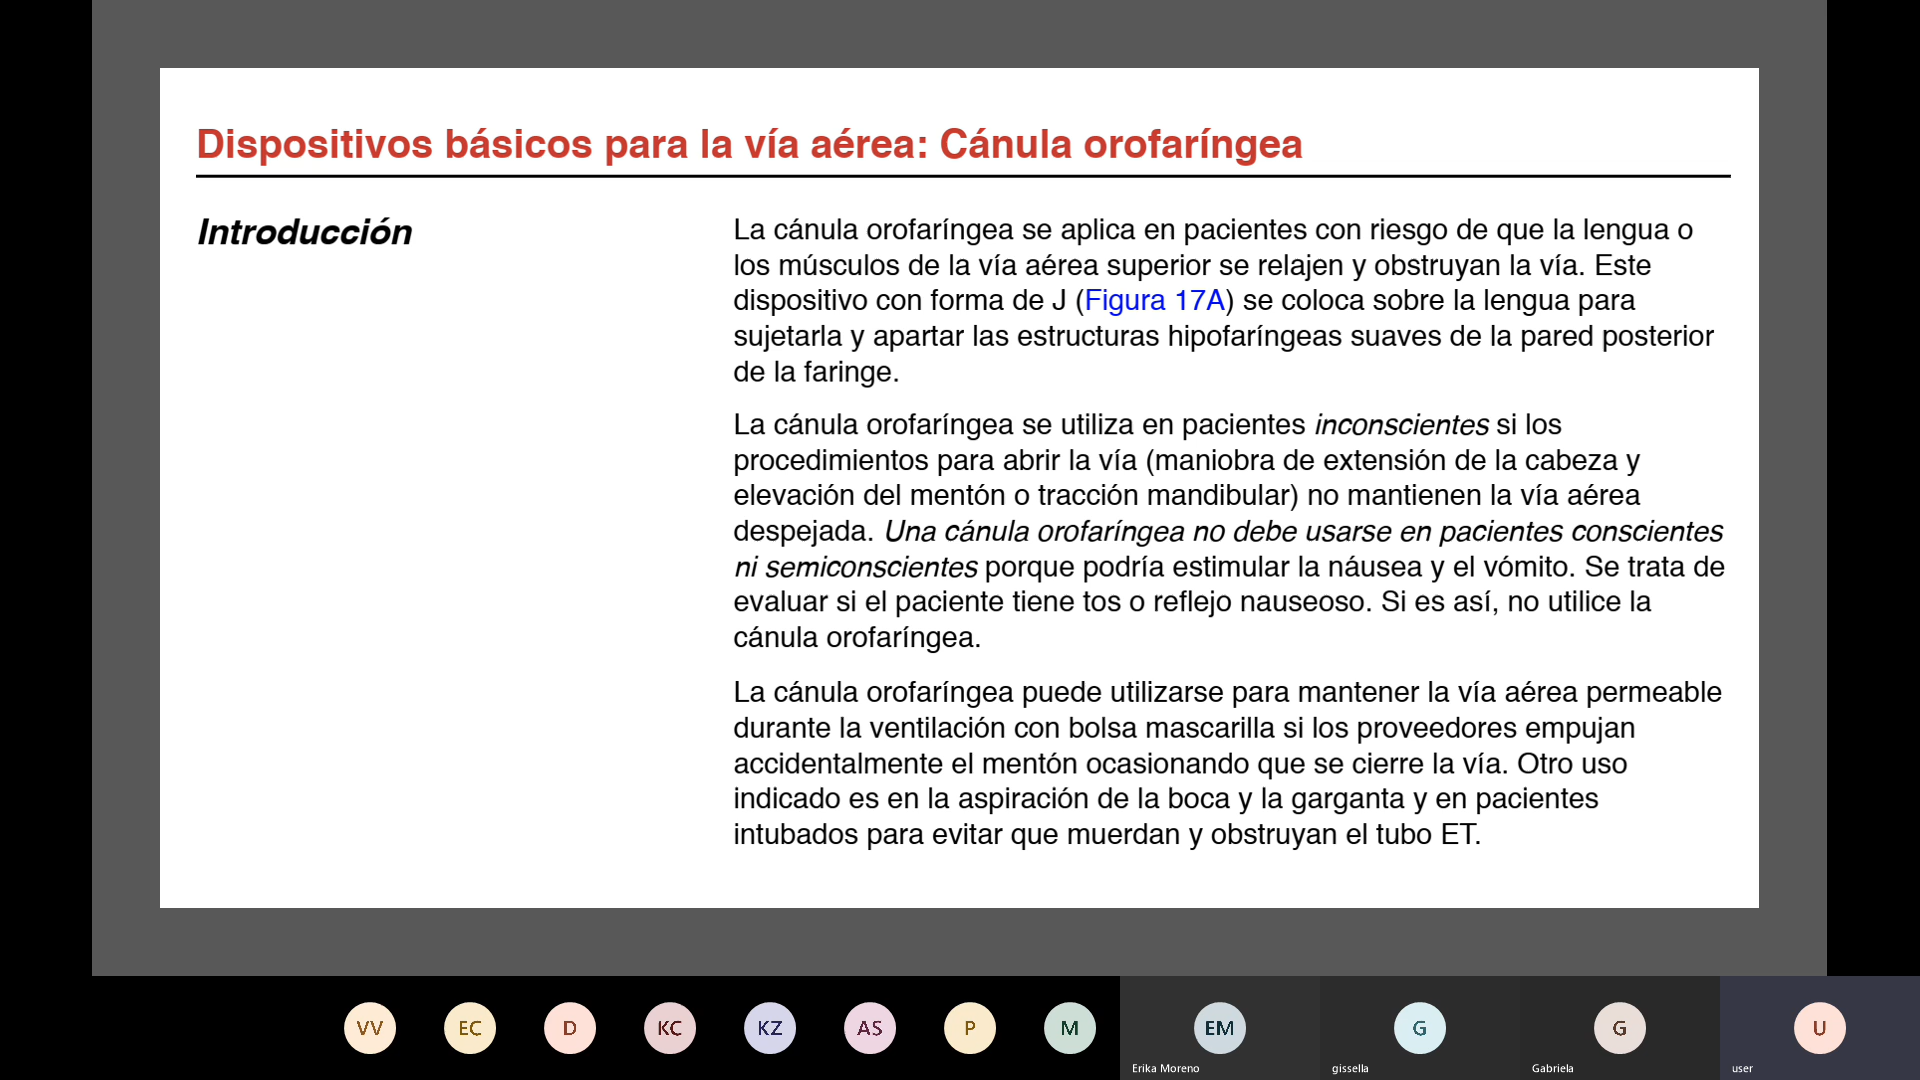 Dispositivos básicos para la vía aérea: Cánula orofaríngea
Introducción
La cánula orofaríngea se aplica en pacientes con riesgo de que la lengua o
los músculos de la vía aérea superior se relajen y obstruyan la vía. Este
dispositivo con forma de J (Figura 17A) se coloca sobre la lengua para
sujetarla y apartar las estructuras hipofaríngeas suaves de la pared posterior
de la faringe.
La cánula orofaríngea se utiliza en pacientes inconscientes si los
procedimientos para abrir la vía (maniobra de extensión de la cabeza y
elevación del mentón o tracción mandibular) no mantienen la vía aérea
despejada. Una cánula orofaríngea no debe usarse en pacientes conscientes
ni semiconscientes porque podría estimular la náusea y el vómito. Se trata de
evaluar si el paciente tiene tos o reflejo nauseoso. Si es así, no utilice la
cánula orofaríngea.
La cánula orofaríngea puede utilizarse para mantener la vía aérea permeable
durante la ventilación con bolsa mascarilla si los proveedores empujan
accidentalmente el mentón ocasionando que se cierre la vía. Otro uso
indicado es en la aspiración de la boca y la garganta y en pacientes
intubados para evitar que muerdan y obstruyan el tubo ET.
VV EC D KC KZ AS P M EM G G U
Erika Moreno gissella Gabriela user